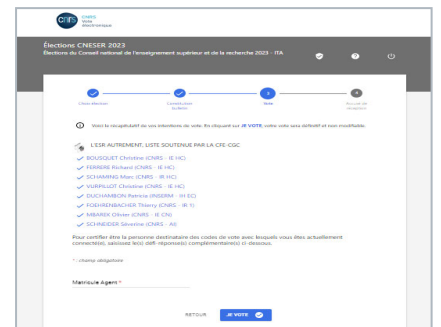 cnrs
CNRS
Vote
électronique
Élections CNESER 2023
Élections du Conseil national de l'enseignement supérieur et de la recherche 2023 - ITA
Choix élection
Constitution bulletin
3
Vote
4
Accusé de réception
Voici le récapitulatif de vos intentions de vote. En cliquant sur JE VOTE, votre vote sera définitif et non modifiable.
L'ESR AUTREMENT, LISTE SOUTENUE PAR LA CFE-CGC
BOUSQUET Christine (CNRS - IE HC)
FERRERE Richard (CNRS - IE HC)
SCHAMING Marc (CNRS - IR HC)
VURPILLOT Christine (CNRS - IE HC)
DUCHAMBON Patricia (INSERM - IH EC)
FOEHRENBACHER Thierry (CNRS - IR 1)
MBAREK Olivier (CNRS - IE CN)
SCHNEIDER Séverine (CNRS - AI)
Pour certifier être la personne destinataire des codes de vote avec lesquels vous êtes actuellement
connecté(e), saisissez le(s) défi-réponse(s) complémentaire(s) ci-dessous.
* : champ obligatoire
Matricule Agent *
RETOUR
JE VOTE